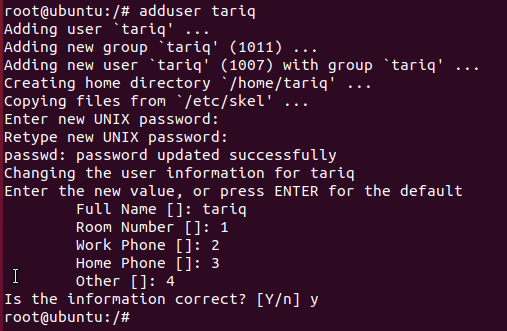 root@ubuntu:/# adduser tariq
Adding user `tariq' ...
Adding new group `tariq' (1011) ...
Adding new user `tariq' (1007) with group `tariq' ...
Creating home directory `/home/tariq' ...
Copying files from `/etc/skel' ...
Enter new UNIX password:
Retype new UNIX password:
passwd: password updated successfully
Changing the user information for tariq
Enter the new value, or press ENTER for the default
        Full Name []: tariq
        Room Number []: 1
        Work Phone []: 2
        Home Phone []: 3
        Other []: 4
Is the information correct? [Y/n] y
root@ubuntu:/#